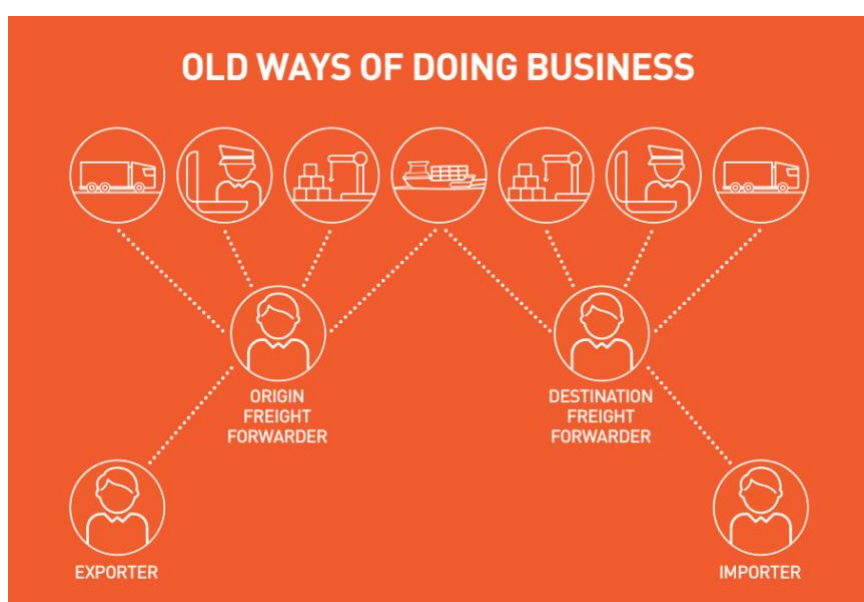 OLD WAYS OF DOING BUSINESS
ORIGIN
FREIGHT
FORWARDER
DESTINATION
FREIGHT
FORWARDER
EXPORTER
IMPORTER